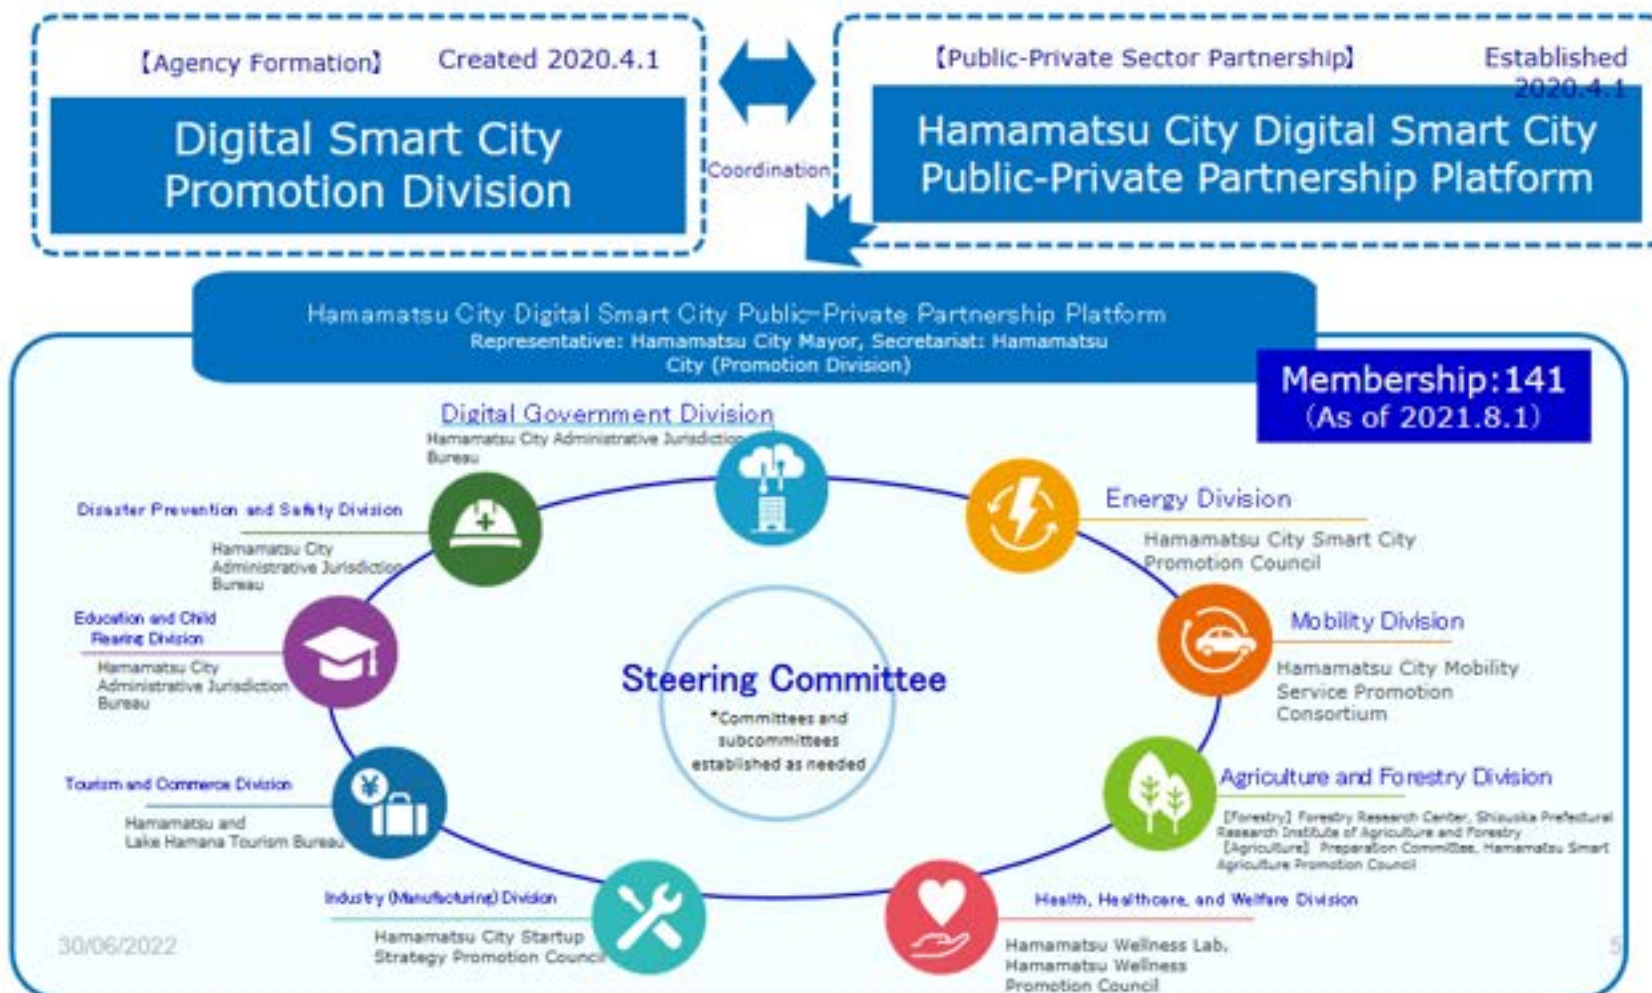 【Agency Formation】 Created 2020.4.1
Digital Smart City
Promotion Division
Coordination
【Public-Private Sector Partnership】 Established
2020.4.1
Hamamatsu City Digital Smart City
Public-Private Partnership Platform
Hamamatsu City Digital Smart City Public-Private Partnership Platform
Representative: Hamamatsu City Mayor, Secretariat: Hamamatsu
City (Promotion Division)
Membership:141
(As of 2021.8.1)
Digital Government Division
Hamamatsu City Administrative Jurisdiction
Bureau
Energy Division
Hamamatsu City Smart City
Promotion Council
Mobility Division
Hamamatsu City Mobility
Service Promotion
Consortium
Agriculture and Forestry Division
【Forestry】 Forestry Research Center, Shizuoka Prefectural
Research Institute of Agriculture and Forestry
【Agriculture】 Preparation Committee, Hamamatsu Smart
Agriculture Promotion Council
Health, Healthcare, and Welfare Division
Hamamatsu Wellness Lab.
Hamamatsu Wellness
Promotion Council
Industry (Manufacturing) Division
Hamamatsu City Startup
Strategy Promotion Council
Tourism and Commerce Division
Hamamatsu and
Lake Hamana Tourism Bureau
¥
Education and Child
Rearing Division
Hamamatsu City
Administrative Jurisdiction
Bureau
Disaster Prevention and Safety Division
Hamamatsu City
Administrative Jurisdiction
Bureau
Steering Committee
*Committees and
subcommittees
established as needed
30/06/2022
5